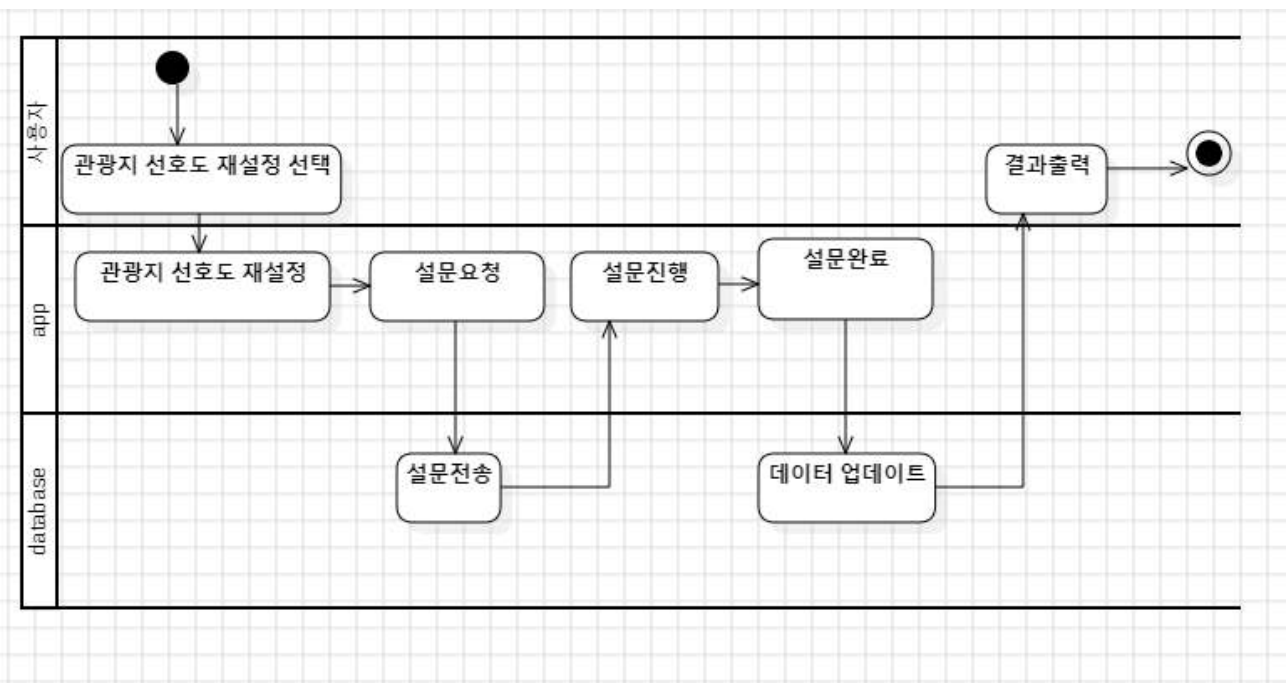 사용자
관광지 선호도 재설정 선택
결과출력
app
관광지 선호도 재설정
설문요청
설문진행
설문완료
database
설문전송
데이터 업데이트